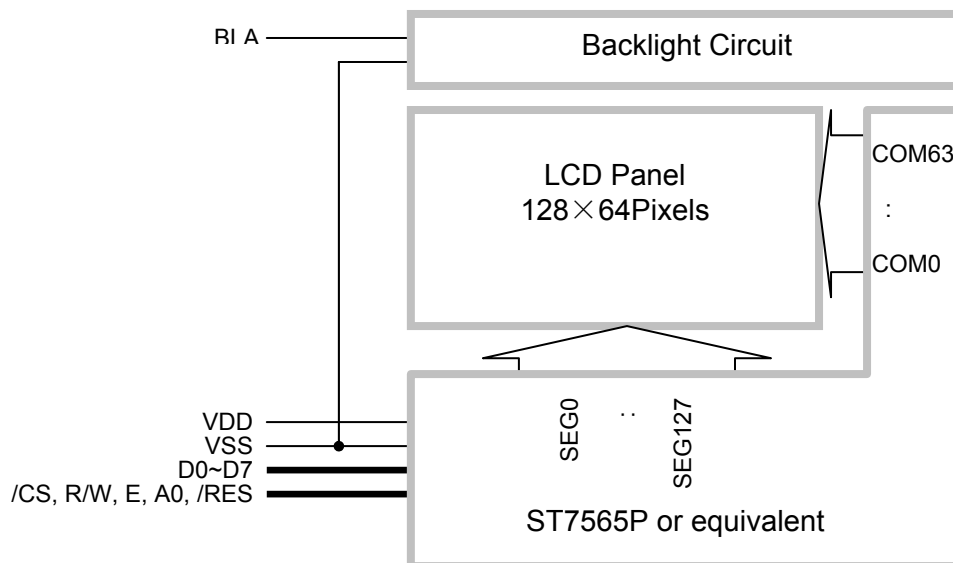 BLA
Backlight Circuit
LCD Panel
128×64Pixels
COM63
:
COM0
SEG0
..
SEG127
VDD
VSS
D0~D7
/CS, R/W, E, A0, /RES
ST7565P or equivalent